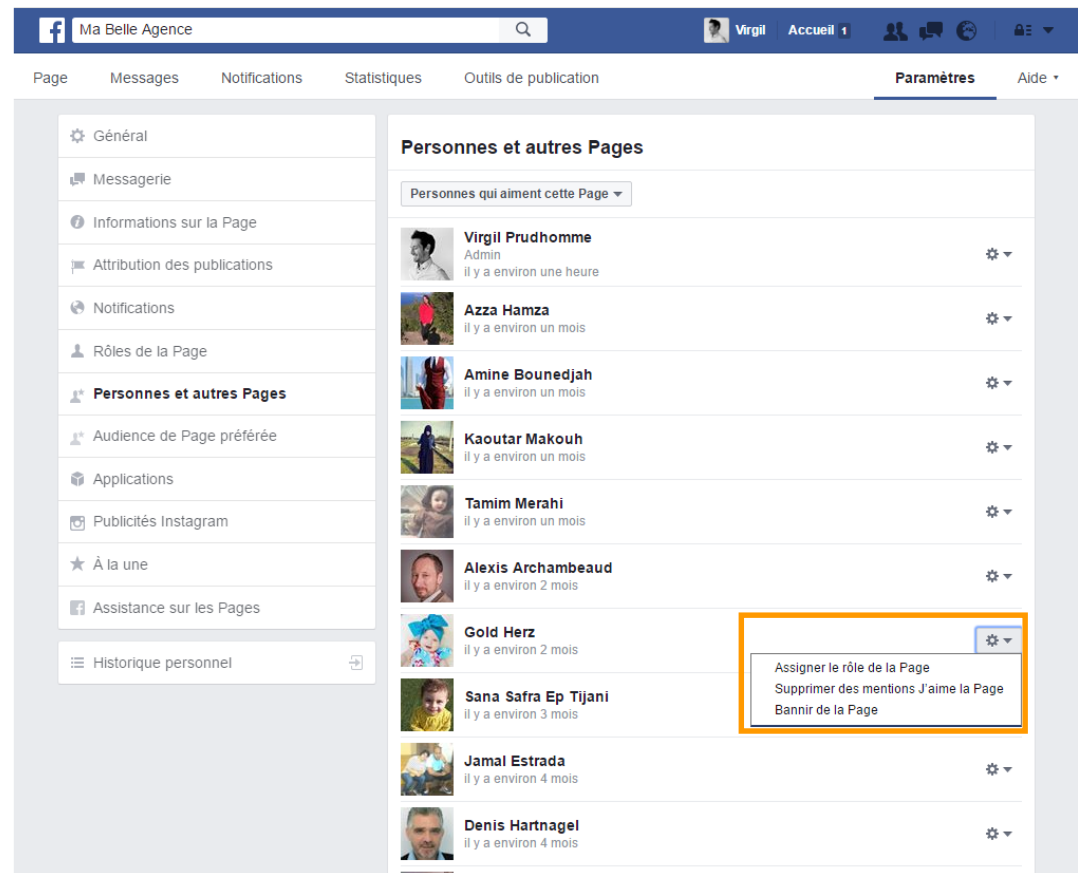 Ma Belle Agence
Virgil
Accueil 1
Page
Messages
Notifications
Statistiques
Outils de publication
Paramètres
Aide
Général
Messagerie
Informations sur la Page
Attribution des publications
Notifications
Rôles de la Page
Personnes et autres Pages
Audience de Page préférée
Applications
Publicités Instagram
À la une
Assistance sur les Pages
Historique personnel
Personnes et autres Pages
Personnes qui aiment cette Page
Virgil Prudhomme
Admin
il y a environ une heure
Azza Hamza
il y a environ un mois
Amine Bounedjah
il y a environ un mois
Kaoutar Makouh
il y a environ un mois
Tamim Merahi
il y a environ un mois
Alexis Archambeaud
il y a environ 2 mois
Gold Herz
il y a environ 2 mois
Assigner le rôle de la Page
Supprimer des mentions J'aime la Page
Bannir de la Page
Sana Safra Ep Tijani
il y a environ 3 mois
Jamal Estrada
il y a environ 4 mois
Denis Hartnagel
il y a environ 4 mois